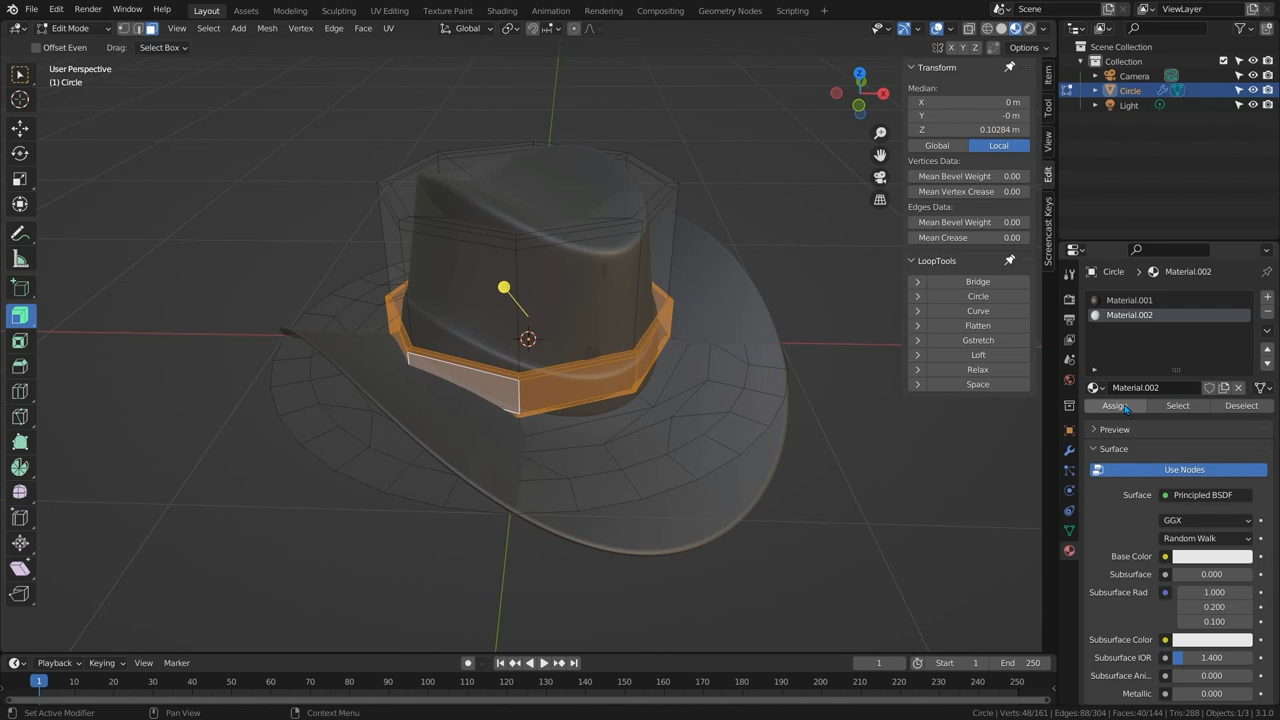 File Edit Render Window Help Layout Assets Modeling Sculpting UV Editing Texture Paint Shading Animation Rendering Compositing Geometry Nodes Scripting Scene ViewLayer
Edit Mode View Select Add Mesh Vertex Edge Face UV Global
Offset Even Drag: Select Box X Y Z Options
User Perspective
(1) Circle
Z
X
Transform
Median:
X 0 m
Y -0 m
Z 0.10284 m
Global Local
Vertices Data:
Mean Bevel Weight 0.00
Mean Vertex Crease 0.00
Edges Data:
Mean Bevel Weight 0.00
Mean Crease 0.00
LoopTools
Bridge
Circle
Curve
Flatten
Gstretch
Loft
Relax
Space
Item
Tool
View
Edit
Screencast Keys
Scene Collection
Collection
Camera
Circle
Light
Circle Material.002
Material.001
Material.002
Material.002
Assign Select Deselect
Preview
Surface
Use Nodes
Surface Principled BSDF
GGX
Random Walk
Base Color
Subsurface 0.000
Subsurface Rad 1.000
0.200
0.100
Subsurface Color
Subsurface IOR 1.400
Subsurface Ani... 0.000
Metallic 0.000
Playback Keying View Marker 1 Start 1 End 250
1 10 20 30 40 50 60 70 80 90 100 110 120 130 140 150 160 170 180 190 200 210 220 230 240 250
Set Active Modifier Pan View Context Menu Circle | Verts:48/161 | Edges:88/304 | Faces:40/144 | Tris:288 | Objects:1/3 | 3.1.0